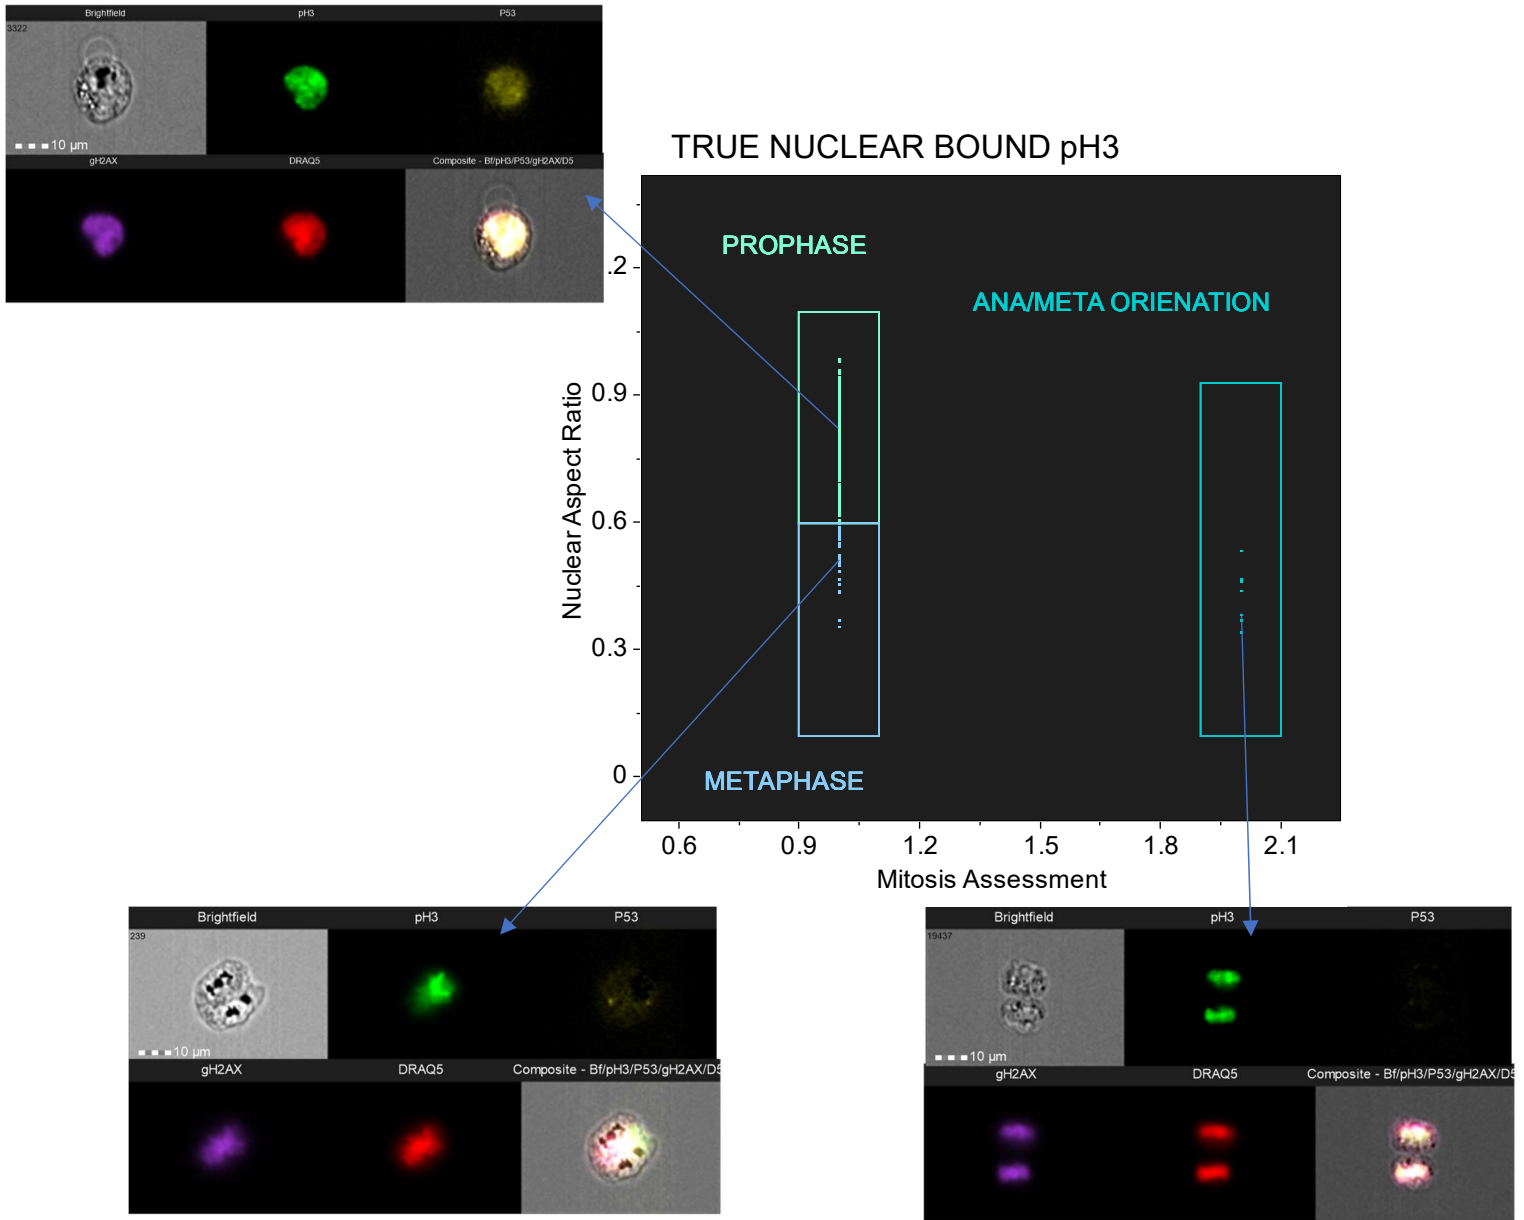 Brightfield pH3 P53
3322
10 µm
gH2AX DRAQ5 Composite - Bf/pH3/P53/gH2AX/D5
TRUE NUCLEAR BOUND pH3
PROPHASE
ANA/META ORIENATION
METAPHASE
Nuclear Aspect Ratio
.2
0.9
0.6
0.3
0
0.6 0.9 1.2 1.5 1.8 2.1
Mitosis Assessment
Brightfield pH3 P53
239
10 µm
gH2AX DRAQ5 Composite - Bf/pH3/P53/gH2AX/D5
Brightfield pH3 P53
19437
10 µm
gH2AX DRAQ5 Composite - Bf/pH3/P53/gH2AX/D5